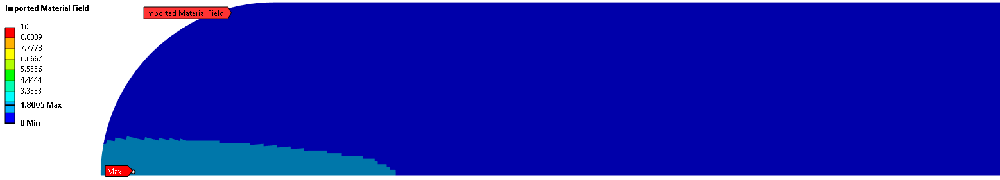 Imported Material Field
Imported Material Field
10
8.8889
7.7778
6.6667
5.5556
4.4444
3.3333
1.8005 Max
0 Min
Max